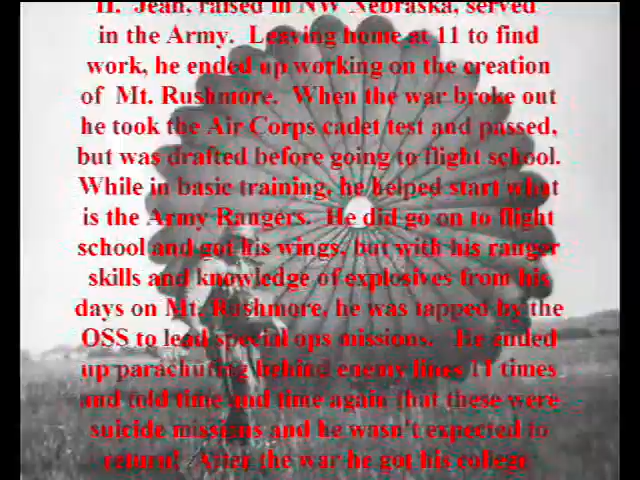 II.  Jean, raised in NW Nebraska, served
in the Army.  Leaving home at 11 to find
work, he ended up working on the creation
of  Mt. Rushmore.  When the war broke out
he took the Air Corps cadet test and passed,
but was drafted before going to flight school.
While in basic training, he helped start what
is the Army Rangers.  He did go on to flight
school and got his wings, but with his ranger
skills and knowledge of explosives from his
days on Mt. Rushmore, he was tapped by the
OSS to lead special ops missions.   He ended
up parachuting behind enemy lines 11 times
and told time and time again that these were
suicide missions and he wasn't expected to
return!  After the war he got his college